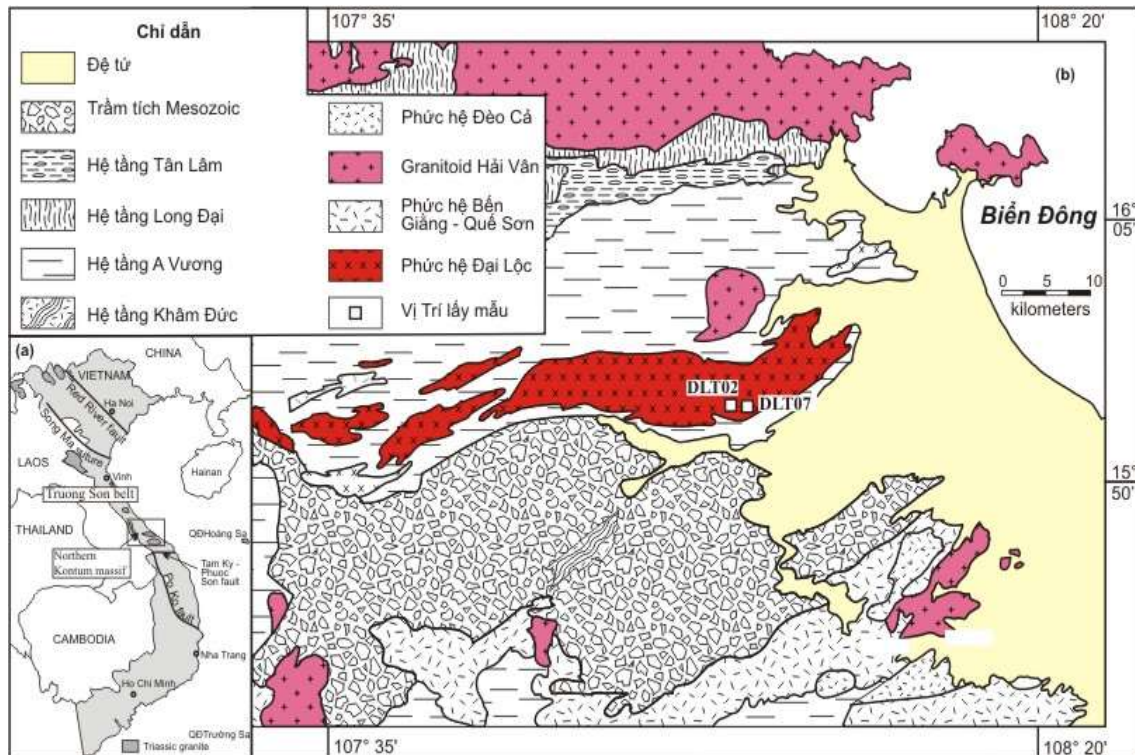 107° 35'
108° 20'
Chỉ dẫn
Đệ tứ
Trầm tích Mesozoic
Hệ tầng Tân Lâm
Hệ tầng Long Đại
Hệ tầng A Vương
Hệ tầng Khâm Đức
Phức hệ Đèo Cả
Granitoid Hải Vân
Phức hệ Bến
Giằng - Quế Sơn
Phức hệ Đại Lộc
Vị Trí lấy mẫu
(b)
Biển Đông
16°
05'
0 5 10
kilometers
DLT02
DLT07
15°
50'
(a)
CHINA
VIETNAM
Ha Noi
Red River fault
Song Ma suture
LAOS
Hainan
Vinh
Truong Son belt
THAILAND
QĐHoàng Sa
Northern
Kontum massif
Tam Ky -
Phuoc
Son fault
Po Ko fault
CAMBODIA
Nha Trang
Ho Chi Minh
QĐTrường Sa
Triassic granite
107° 35'
108° 20'